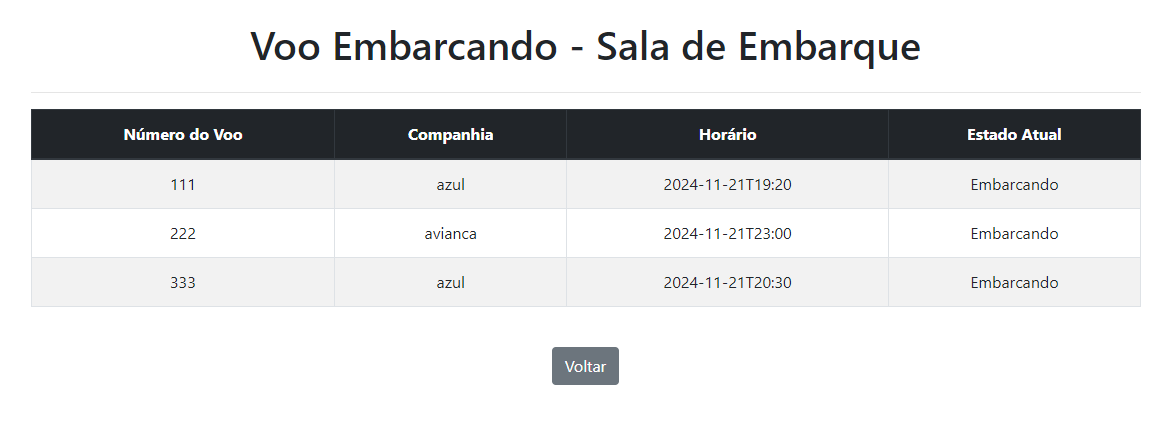 Voo Embarcando - Sala de Embarque
Número do Voo Companhia Horário Estado Atual
111 azul 2024-11-21T19:20 Embarcando
222 avianca 2024-11-21T23:00 Embarcando
333 azul 2024-11-21T20:30 Embarcando
Voltar